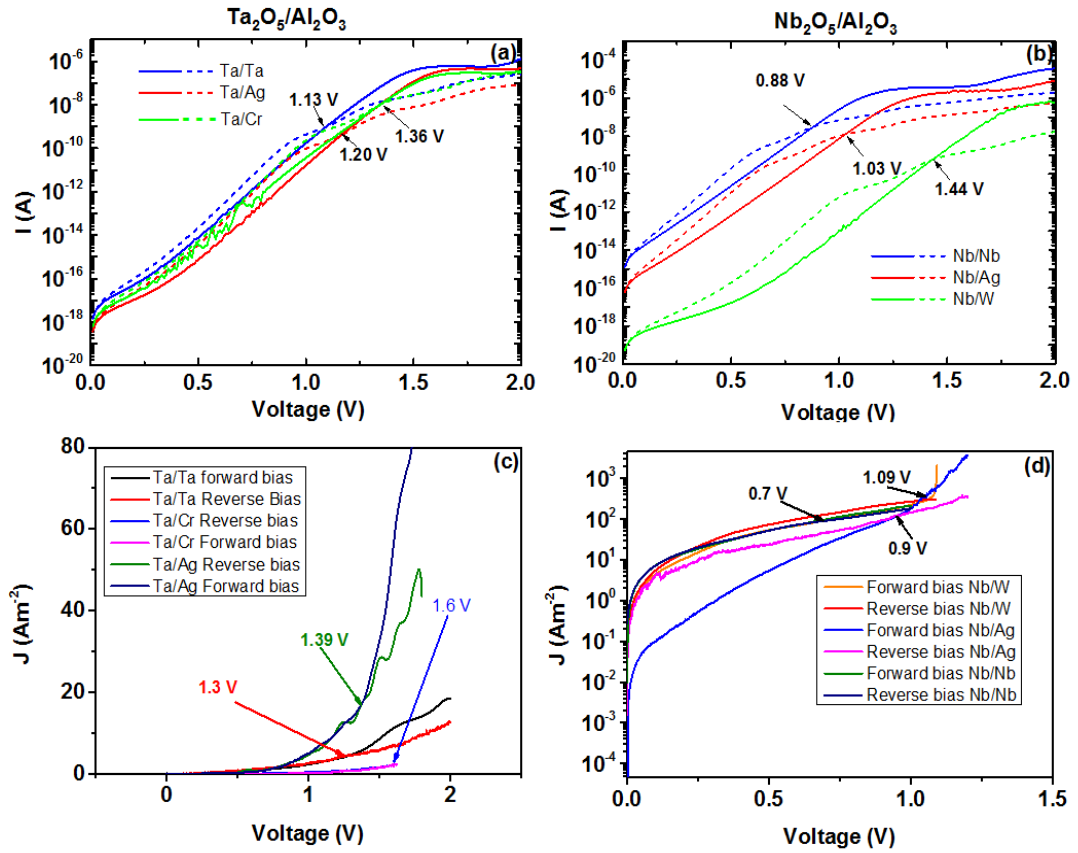 Ta₂O₅/Al₂O₃
(a)
10⁻⁶
10⁻⁸
10⁻¹⁰
10⁻¹²
10⁻¹⁴
10⁻¹⁶
10⁻¹⁸
10⁻²⁰
I (A)
Ta/Ta
Ta/Ag
Ta/Cr
1.13 V
1.36 V
1.20 V
0.0 0.5 1.0 1.5 2.0
Voltage (V)
Nb₂O₅/Al₂O₃
(b)
10⁻⁴
10⁻⁶
10⁻⁸
10⁻¹⁰
10⁻¹²
10⁻¹⁴
10⁻¹⁶
10⁻¹⁸
10⁻²⁰
I (A)
0.88 V
1.03 V
1.44 V
Nb/Nb
Nb/Ag
Nb/W
0.0 0.5 1.0 1.5 2.0
Voltage (V)
(c)
80
60
40
20
0
J (Am⁻²)
Ta/Ta forward bias
Ta/Ta Reverse Bias
Ta/Cr Reverse bias
Ta/Cr Forward bias
Ta/Ag Reverse bias
Ta/Ag Forward bias
1.6 V
1.39 V
1.3 V
0 1 2
Voltage (V)
(d)
10³
10²
10¹
10⁰
10⁻¹
10⁻²
10⁻³
10⁻⁴
J (Am⁻²)
1.09 V
0.7 V
0.9 V
Forward bias Nb/W
Reverse bias Nb/W
Forward bias Nb/Ag
Reverse bias Nb/Ag
Forward bias Nb/Nb
Reverse bias Nb/Nb
0.0 0.5 1.0 1.5
Voltage (V)